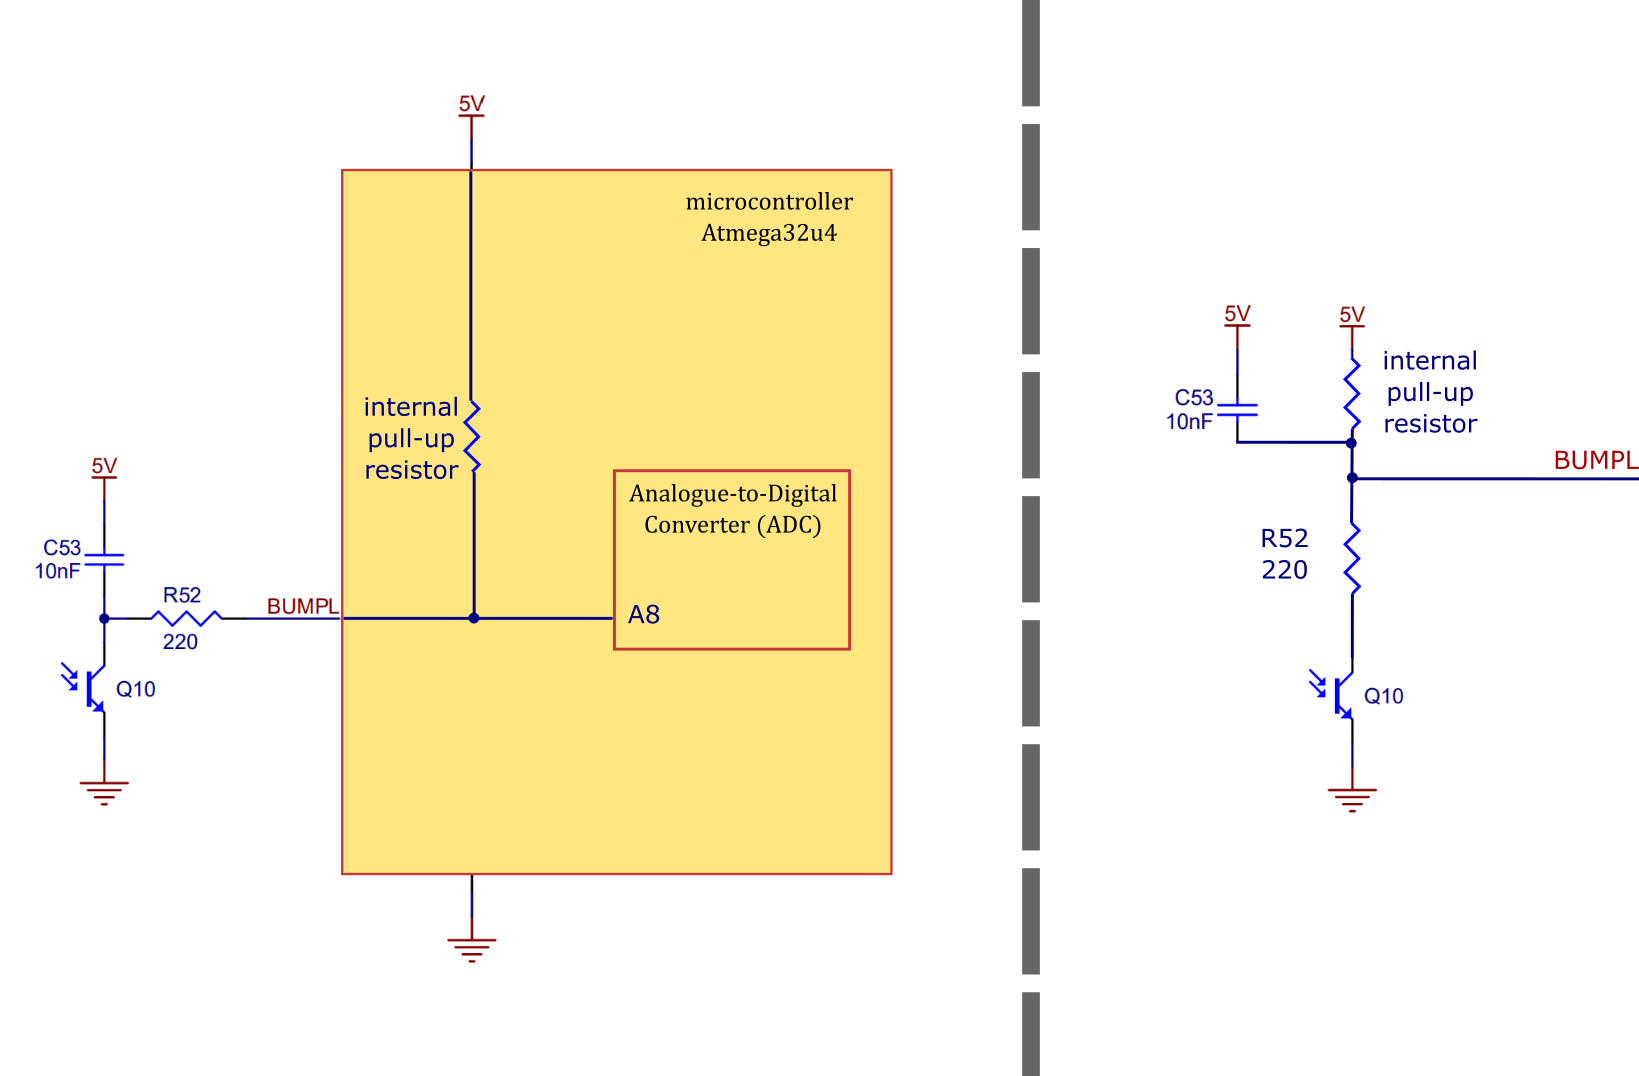 5V
microcontroller
Atmega32u4
internal
pull-up
resistor
Analogue-to-Digital
Converter (ADC)
A8
5V
C53
10nF
R52
220
BUMPL
Q10
5V
5V
internal
pull-up
resistor
C53
10nF
BUMPL
R52
220
Q10